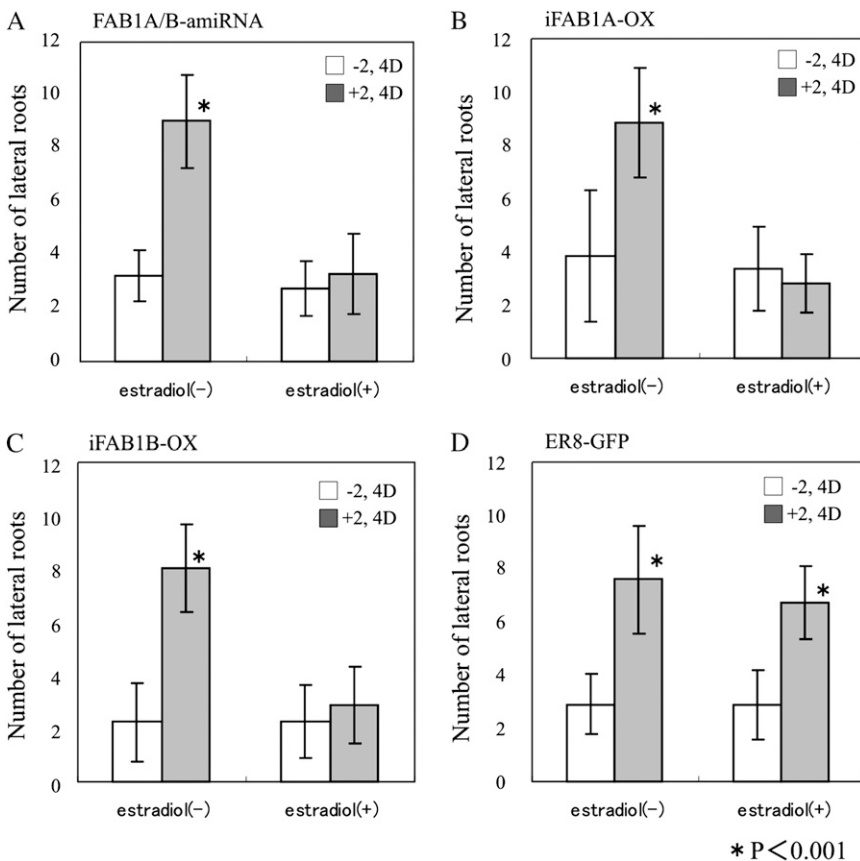 A FAB1A/B-amiRNA
Number of lateral roots
12
10
8
6
4
2
0
-2, 4D
+2, 4D
*
estradiol(-)
estradiol(+)
B iFAB1A-OX
Number of lateral roots
12
10
8
6
4
2
0
-2, 4D
+2, 4D
*
estradiol(-)
estradiol(+)
C iFAB1B-OX
Number of lateral roots
12
10
8
6
4
2
0
-2, 4D
+2, 4D
*
estradiol(-)
estradiol(+)
D ER8-GFP
Number of lateral roots
12
10
8
6
4
2
0
-2, 4D
+2, 4D
*
*
estradiol(-)
estradiol(+)
* P<0.001